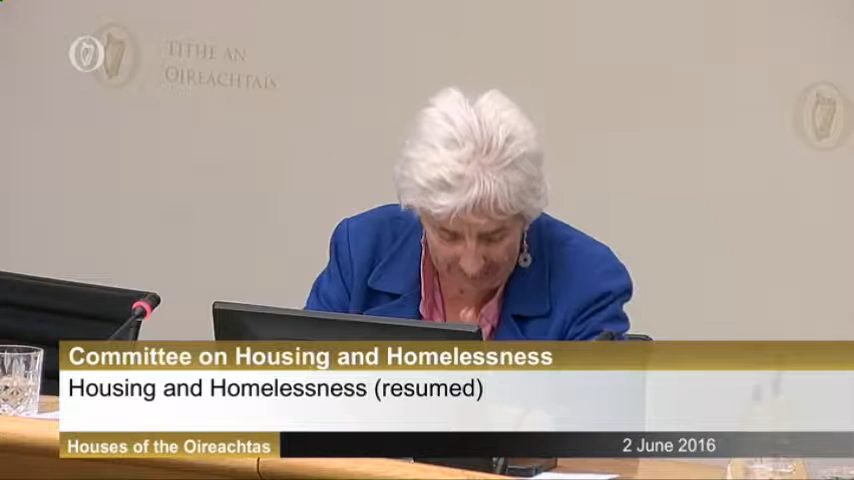 TITHE AN
OIREACHTAIS
Committee on Housing and Homelessness
Housing and Homelessness (resumed)
Houses of the Oireachtas
2 June 2016